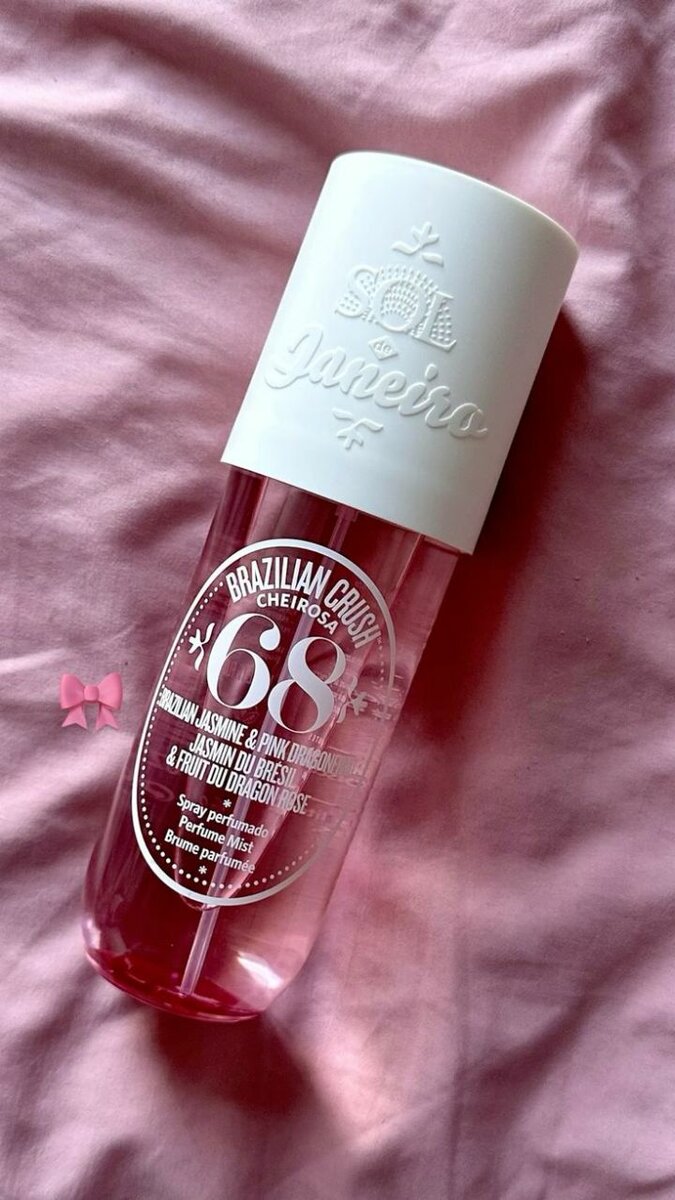 SOL
de
Janeiro
BRAZILIAN CRUSH
CHEIROSA
68
BRAZILIAN JASMINE & PINK
JASMIN DU BRÉSIL
& FRUIT DU DRAGON ROSE
Spray perfumado
Perfume Mist
Brume parfumée